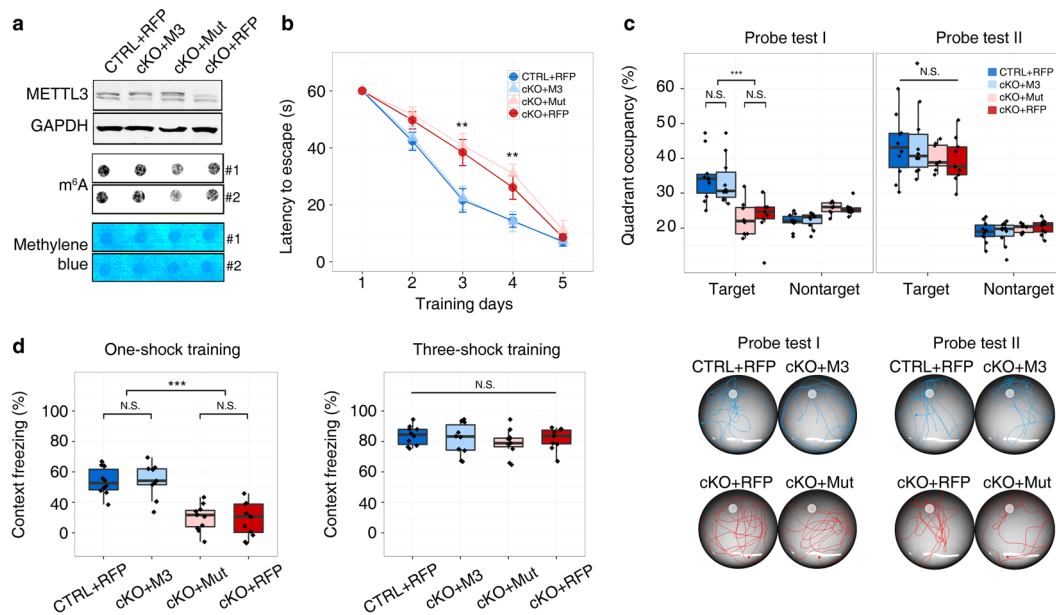 a
CTRL+RFP
cKO+M3
cKO+Mut
cKO+RFP
METTL3
GAPDH
m⁶A
#1
#2
Methylene
blue
#1
#2
b
Latency to escape (s)
60
40
20
0
1 2 3 4 5
Training days
CTRL+RFP
cKO+M3
cKO+Mut
cKO+RFP
**
**
c
Probe test I
Probe test II
Quadrant occupancy (%)
60
50
40
30
20
***
N.S.
N.S.
N.S.
CTRL+RFP
cKO+M3
cKO+Mut
cKO+RFP
Target
Nontarget
Target
Nontarget
Probe test I
CTRL+RFP cKO+M3
cKO+RFP cKO+Mut
Probe test II
CTRL+RFP cKO+M3
cKO+RFP cKO+Mut
d
One-shock training
Context freezing (%)
100
80
60
40
0
***
N.S.
N.S.
CTRL+RFP
cKO+M3
cKO+Mut
cKO+RFP
Three-shock training
Context freezing (%)
100
80
60
40
0
N.S.
CTRL+RFP
cKO+M3
cKO+Mut
cKO+RFP